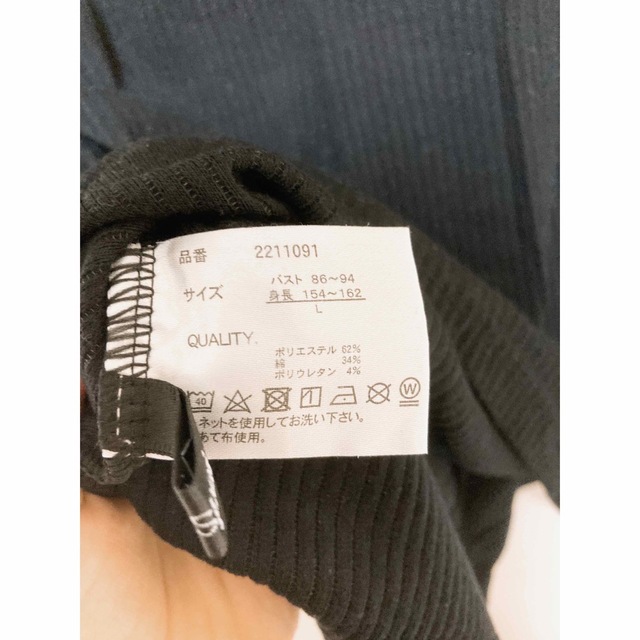 品番 2211091
サイズ バスト 86～94
身長 154～162
L
QUALITY.
ポリエステル 62%
綿 34%
ポリウレタン 4%
40
W
ネットを使用してお洗い下さい。
あて布使用。